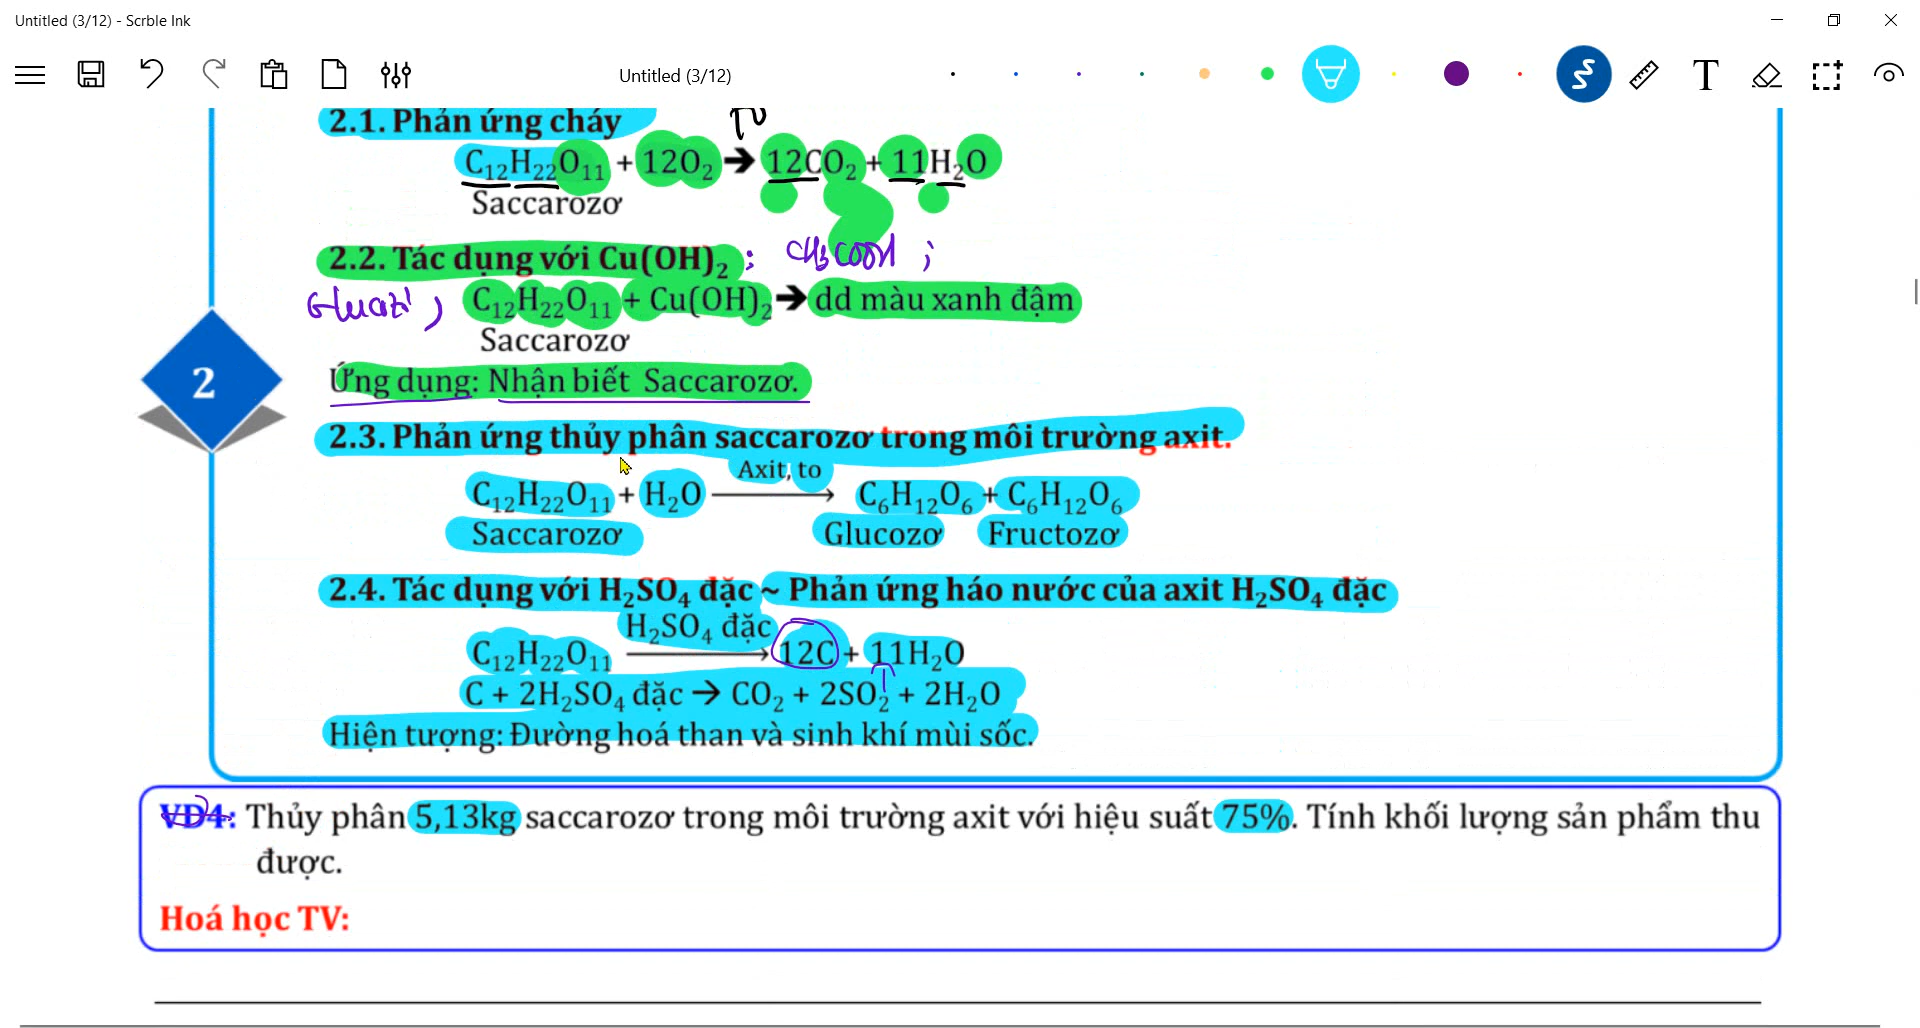 Untitled (3/12) - Scrble Ink
Untitled (3/12)
T
2.1. Phản ứng cháy
C₁₂H₂₂O₁₁ + 12O₂ ➔ 12CO₂ + 11H₂O
Saccarozơ
2.2. Tác dụng với Cu(OH)₂ : CH₃COOH ;
C₁₂H₂₂O₁₁ + Cu(OH)₂ ➔ dd màu xanh đậm
Saccarozơ
2
Ứng dụng: Nhận biết Saccarozơ.
2.3. Phản ứng thủy phân saccarozơ trong môi trường axit.
Axit, to
C₁₂H₂₂O₁₁ + H₂O ⟶ C₆H₁₂O₆ + C₆H₁₂O₆
Saccarozơ Glucozơ Fructozơ
2.4. Tác dụng với H₂SO₄ đặc ~ Phản ứng háo nước của axit H₂SO₄ đặc
H₂SO₄ đặc
C₁₂H₂₂O₁₁ ⟶ 12C + 11H₂O
C + 2H₂SO₄ đặc → CO₂ + 2SO₂ + 2H₂O
Hiện tượng: Đường hoá than và sinh khí mùi sốc.
VD4: Thủy phân 5,13kg saccarozơ trong môi trường axit với hiệu suất 75%. Tính khối lượng sản phẩm thu
được.
Hoá học TV: